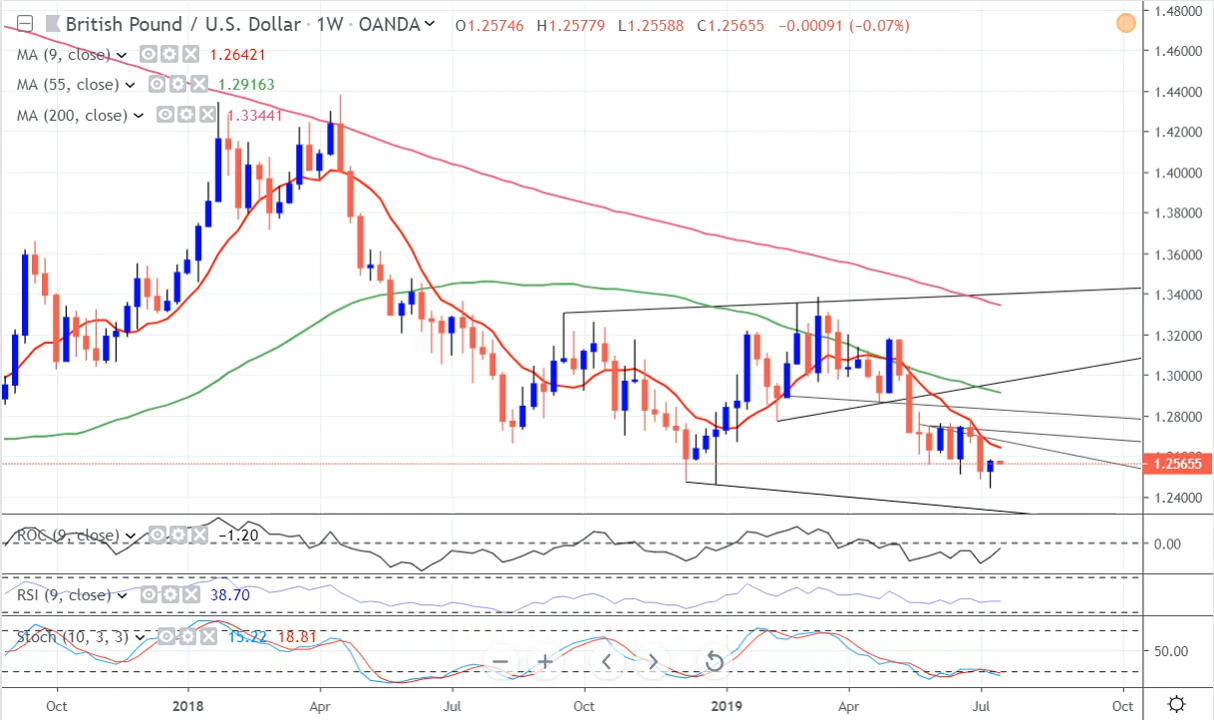 British Pound / U.S. Dollar · 1W · OANDA O1.25746 H1.25779 L1.25588 C1.25655 −0.00091 (−0.07%)
MA (9, close) 1.26421
MA (55, close) 1.29163
MA (200, close) 1.33441
1.48000
1.46000
1.44000
1.42000
1.40000
1.38000
1.36000
1.34000
1.32000
1.30000
1.28000
1.25655
1.24000
ROC (9, close) −1.20
0.00
RSI (9, close) 38.70
Stoch (10, 3, 3) 15.22 18.81
50.00
Oct 2018 Apr Jul Oct 2019 Apr Jul Oct